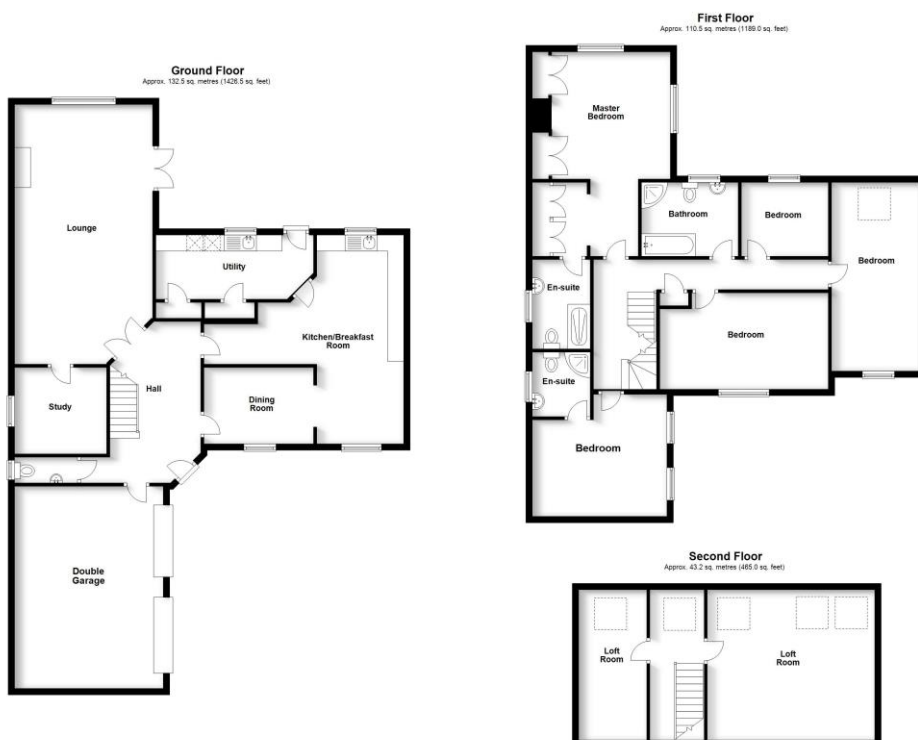 Ground Floor
Approx. 132.5 sq. metres (1426.5 sq. feet)
Lounge
Utility
Kitchen/Breakfast
Room
Hall
Study
Dining
Room
Double
Garage
First Floor
Approx. 110.5 sq. metres (1189.0 sq. feet)
Master
Bedroom
Bathroom
Bedroom
Bedroom
En-suite
Bedroom
En-suite
Bedroom
Second Floor
Approx. 43.2 sq. metres (465.0 sq. feet)
Loft
Room
Loft
Room